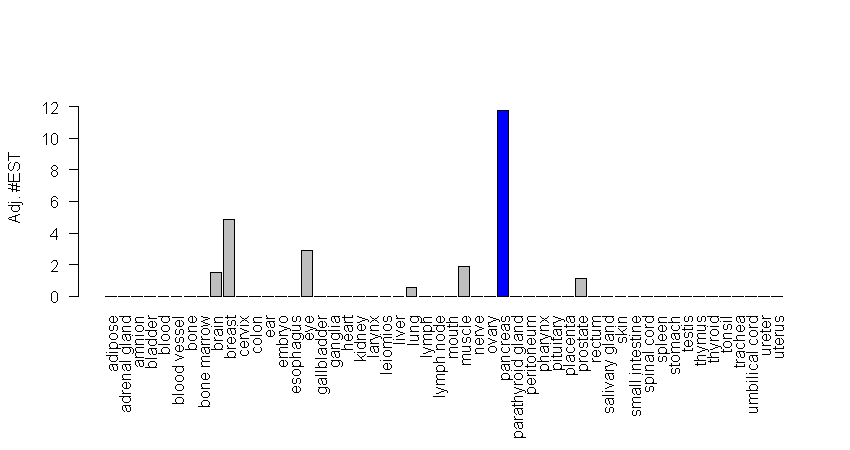 Adj. #EST
12
10
8
6
4
2
0
adipose
adrenal gland
amnion
bladder
blood
blood vessel
bone
bone marrow
brain
breast
cervix
colon
ear
embryo
esophagus
eye
gallbladder
ganglia
heart
kidney
larynx
leiomios
liver
lung
lymph
lymph node
mouth
muscle
nerve
ovary
pancreas
parathyroid gland
peritoneum
pharynx
pituitary
placenta
prostate
rectum
salivary gland
skin
small intestine
spinal cord
spleen
stomach
testis
thymus
thyroid
tonsil
trachea
umbilical cord
ureter
uterus